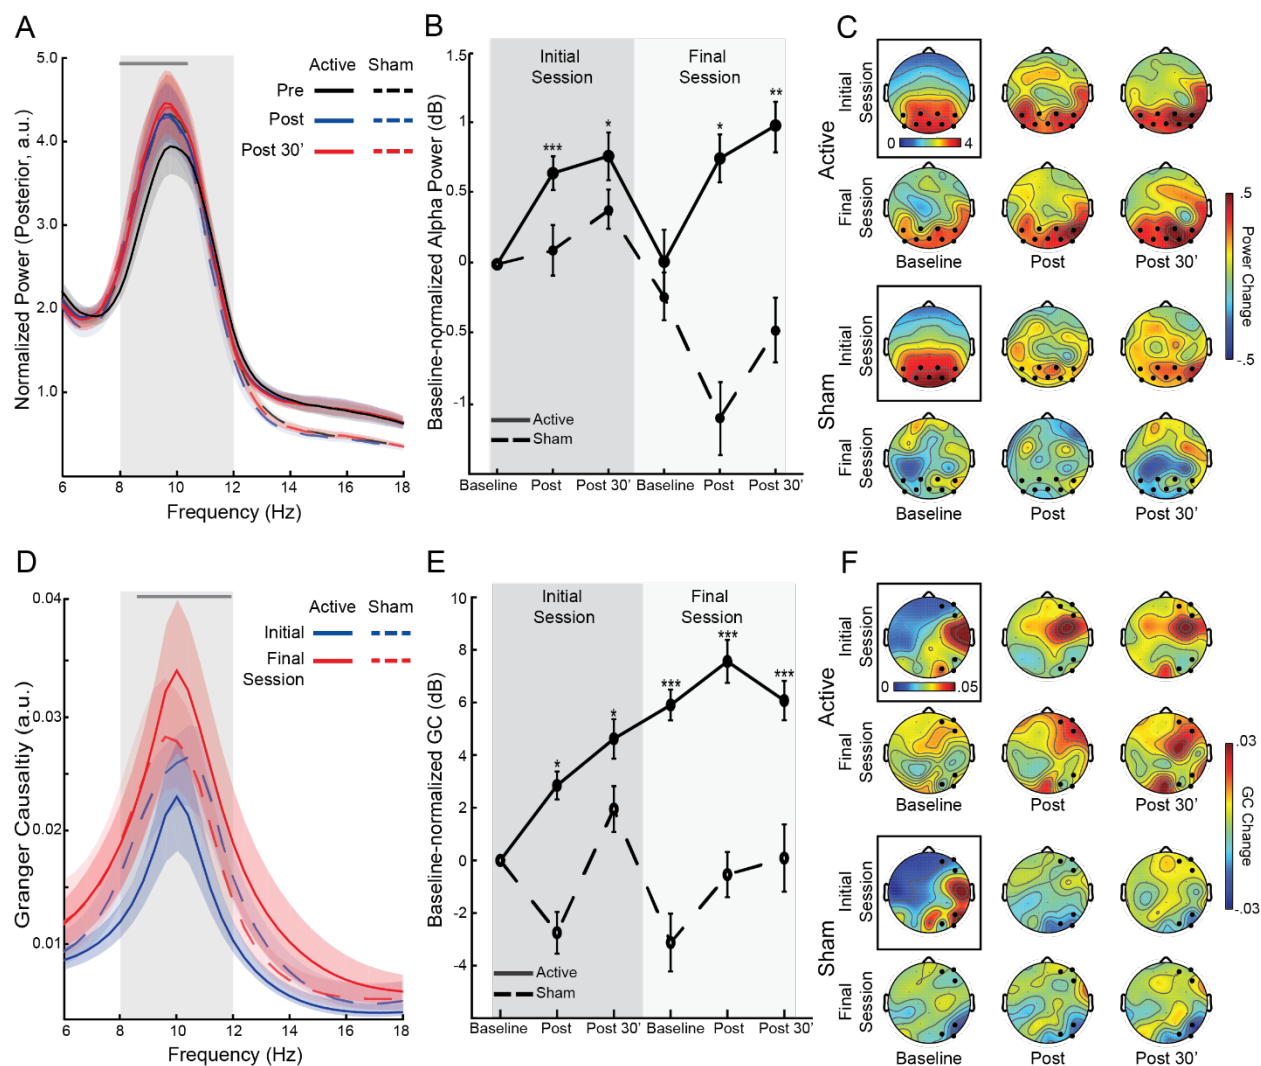 A
5.0
4.0
3.0
2.0
1.0
6 8 10 12 14 16 18
Normalized Power (Posterior, a.u.)
Frequency (Hz)
Active Sham
Pre
Post
Post 30'
B
1.5
1
0.5
0
-0.5
-1
Baseline-normalized Alpha Power (dB)
Initial
Session
Final
Session
***
*
*
**
Active
Sham
Baseline Post Post 30' Baseline Post Post 30'
C
Active
Initial
Session
0 4
Final
Session
Baseline Post Post 30'
Sham
Initial
Session
Final
Session
Baseline Post Post 30'
.5
Power Change
-.5
D
0.04
0.03
0.02
0.01
6 8 10 12 14 16 18
Granger Causaltiy (a.u.)
Frequency (Hz)
Active Sham
Initial
Final
Session
E
10
8
6
4
2
0
-2
-4
Baseline-normalized GC (dB)
Initial
Session
Final
Session
*
*
***
***
***
Active
Sham
Baseline Post Post 30' Baseline Post Post 30'
F
Active
Initial
Session
0 .05
Final
Session
Baseline Post Post 30'
Sham
Initial
Session
Final
Session
Baseline Post Post 30'
.03
GC Change
-.03